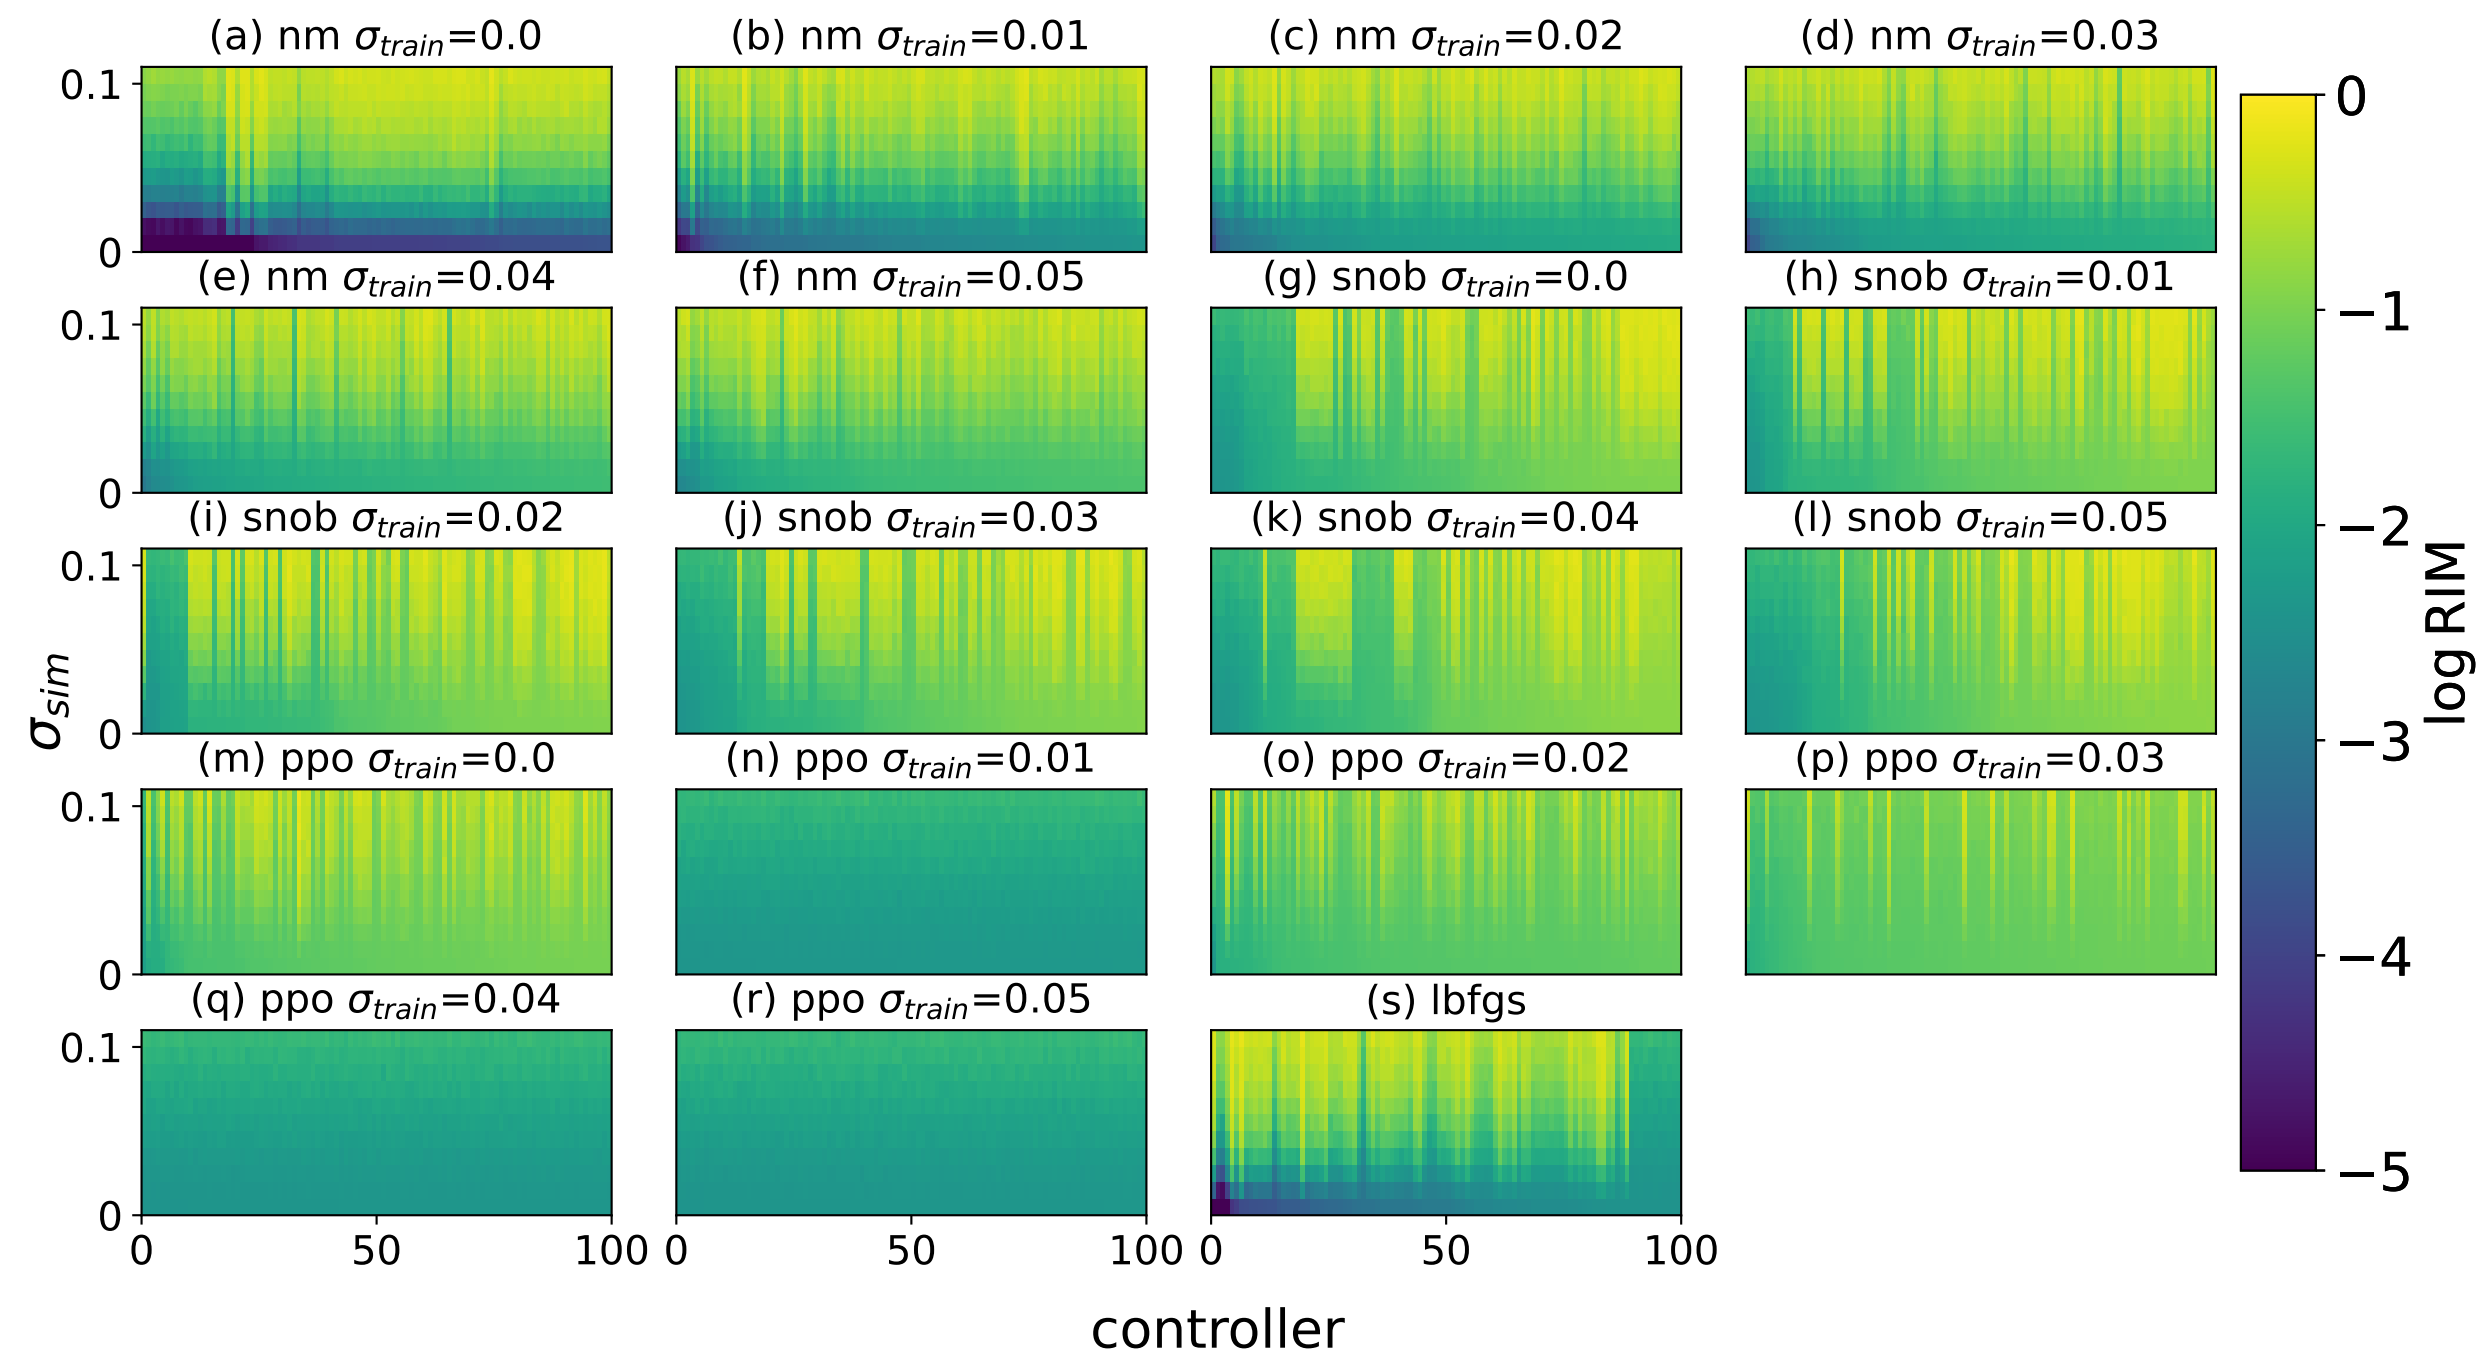 (a) nm σtrain=0.0
(b) nm σtrain=0.01
(c) nm σtrain=0.02
(d) nm σtrain=0.03
0.1
0
(e) nm σtrain=0.04
(f) nm σtrain=0.05
(g) snob σtrain=0.0
(h) snob σtrain=0.01
0.1
0
(i) snob σtrain=0.02
(j) snob σtrain=0.03
(k) snob σtrain=0.04
(l) snob σtrain=0.05
0.1
0
(m) ppo σtrain=0.0
(n) ppo σtrain=0.01
(o) ppo σtrain=0.02
(p) ppo σtrain=0.03
0.1
0
(q) ppo σtrain=0.04
(r) ppo σtrain=0.05
(s) lbfgs
0.1
0
0 50 100
0 50 100
0 50 100
controller
σsim
0
−1
−2
−3
−4
−5
log RIM